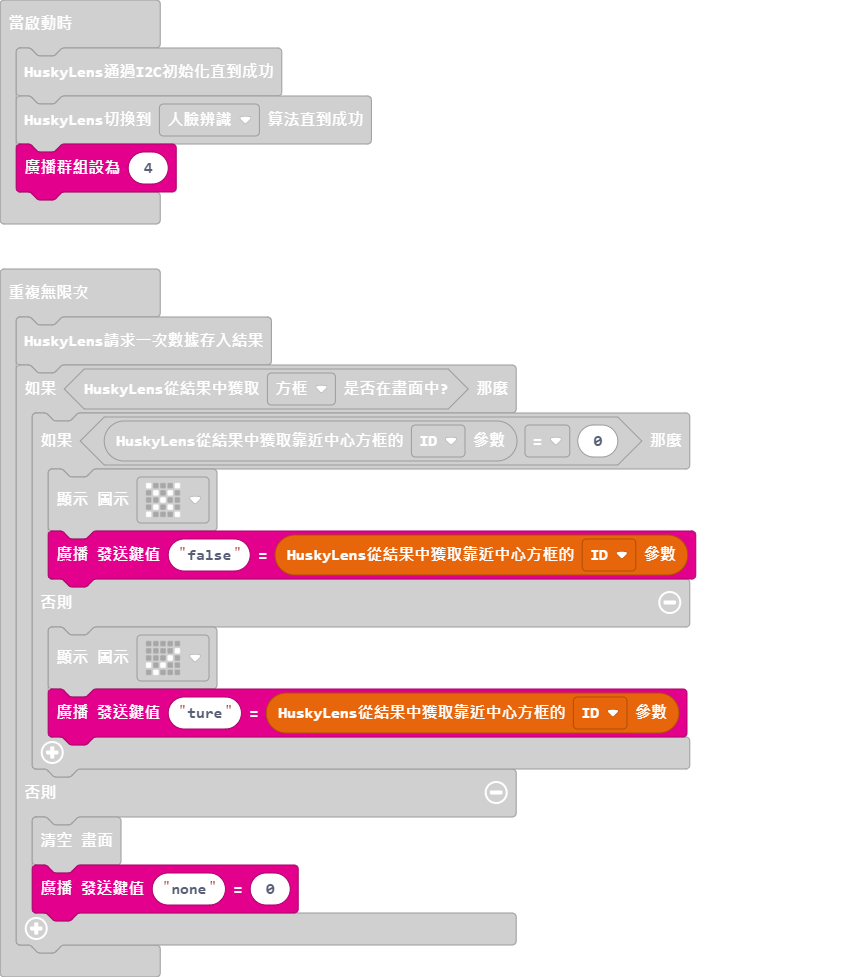 當啟動時
HuskyLens通過I2C初始化直到成功
HuskyLens切換到 人臉辨識 算法直到成功
廣播群組設為 4
重複無限次
HuskyLens請求一次數據存入結果
如果 HuskyLens從結果中獲取 方框 是否在畫面中? 那麼
如果 HuskyLens從結果中獲取靠近中心方框的 ID 參數 = 0 那麼
顯示 圖示
廣播 發送鍵值 "false" = HuskyLens從結果中獲取靠近中心方框的 ID 參數
否則
顯示 圖示
廣播 發送鍵值 "ture" = HuskyLens從結果中獲取靠近中心方框的 ID 參數
否則
清空 畫面
廣播 發送鍵值 "none" = 0